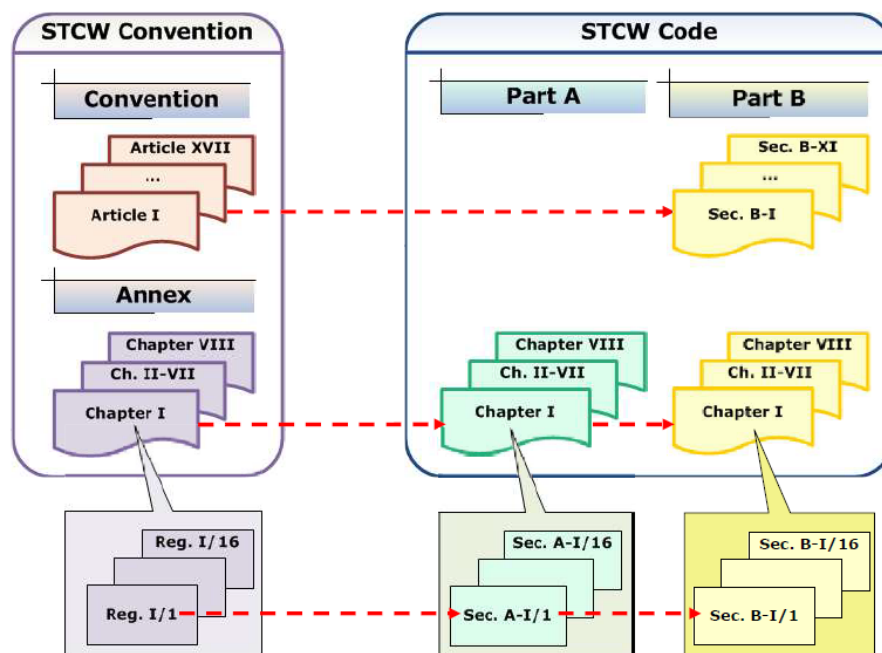 STCW Convention
STCW Code
Convention
Part A
Part B
Article XVII
...
Article I
Sec. B-XI
...
Sec. B-I
Annex
Chapter VIII
Ch. II-VII
Chapter I
Chapter VIII
Ch. II-VII
Chapter I
Chapter VIII
Ch. II-VII
Chapter I
Reg. I/16
Reg. I/1
Sec. A-I/16
Sec. A-I/1
Sec. B-I/16
Sec. B-I/1